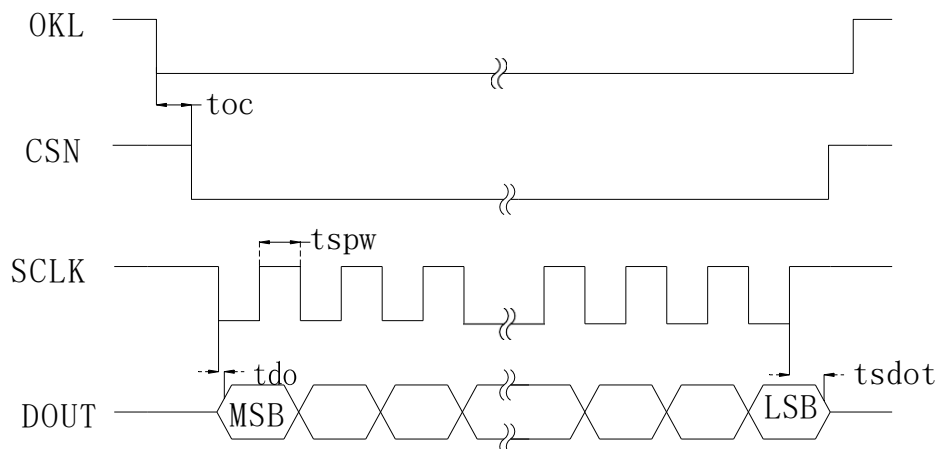 OKL
toc
CSN
tspw
SCLK
tdo
tsdot
DOUT
MSB
LSB